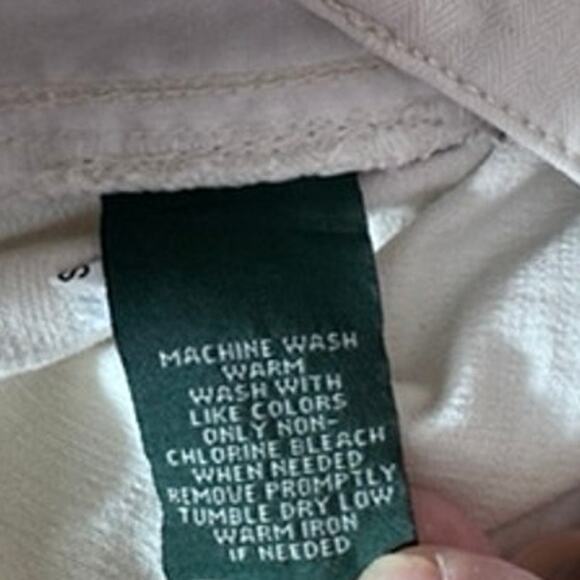 S
MACHINE WASH
WARM
WASH WITH
LIKE COLORS
ONLY NON-
CHLORINE BLEACH
WHEN NEEDED
REMOVE PROMPTLY
TUMBLE DRY LOW
WARM IRON
IF NEEDED